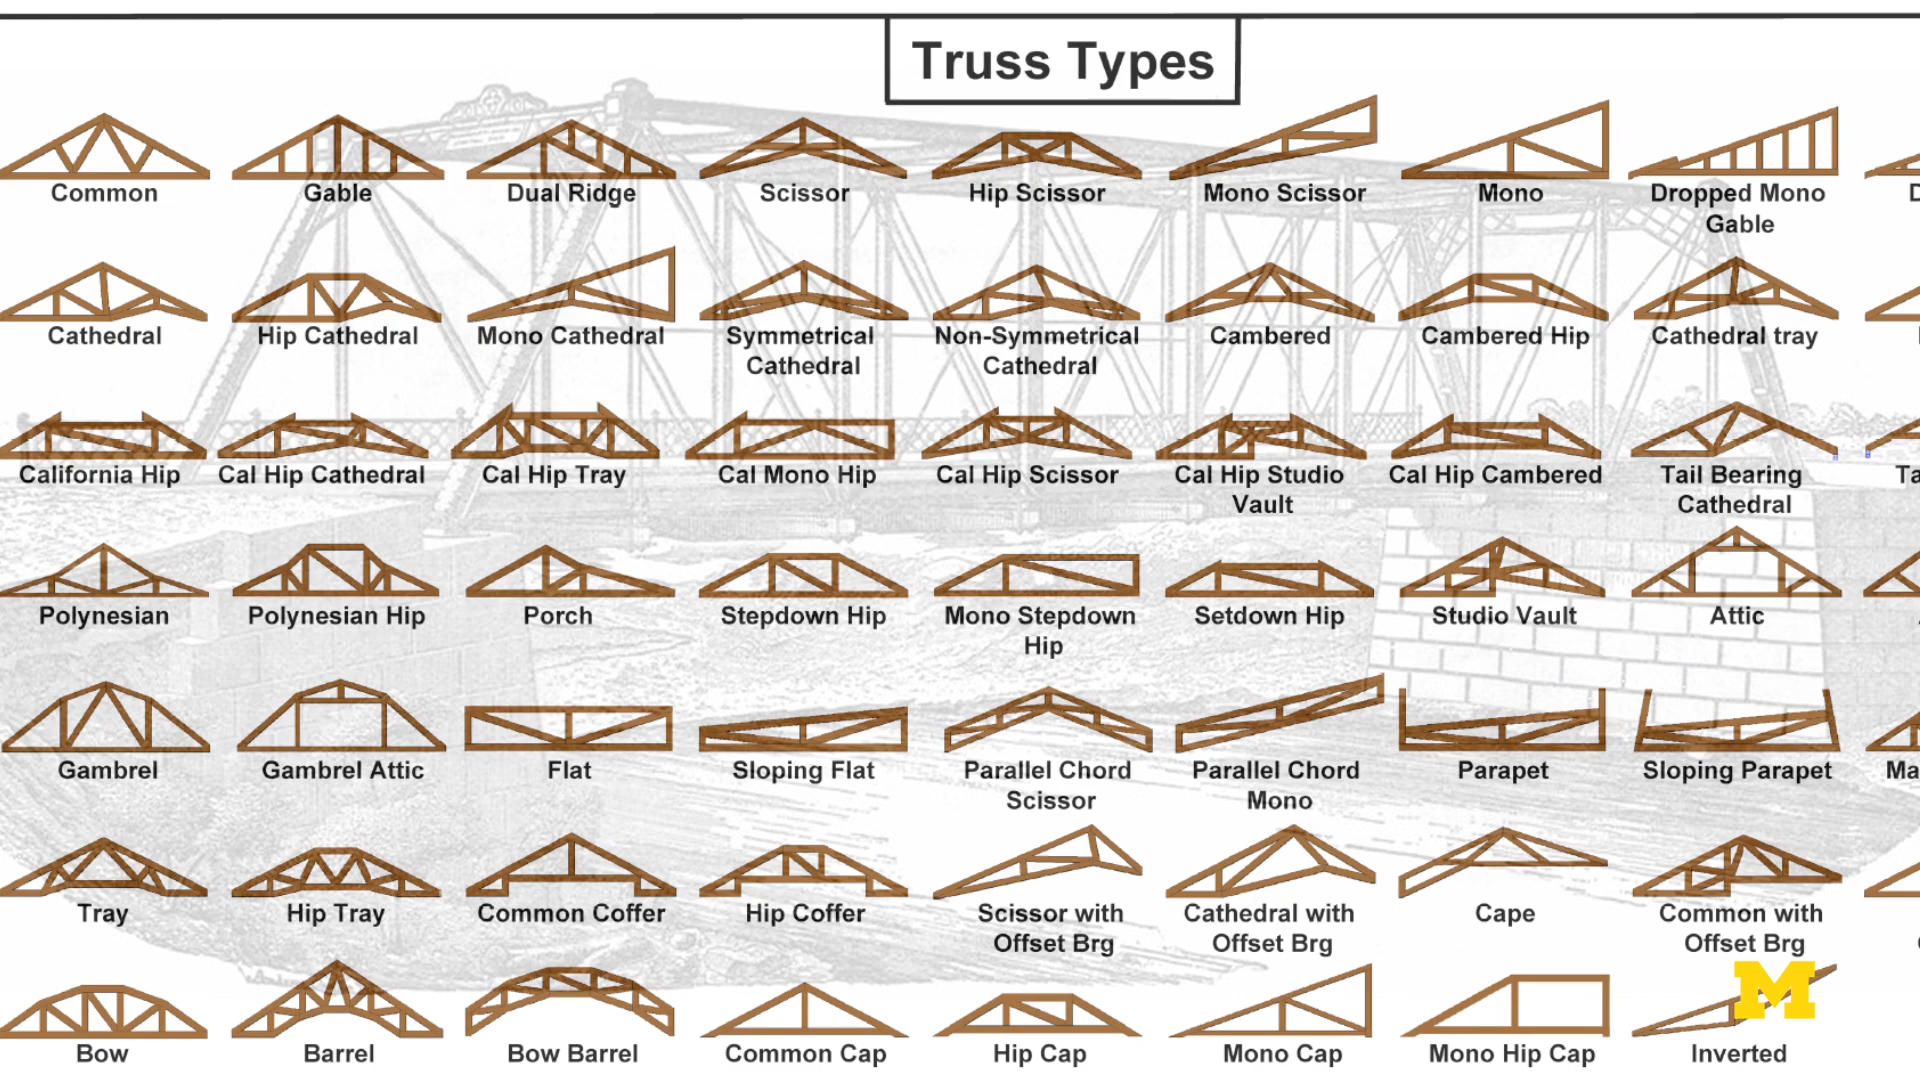 Truss Types
Common Gable Dual Ridge Scissor Hip Scissor Mono Scissor Mono Dropped Mono
Gable
Cathedral Hip Cathedral Mono Cathedral Symmetrical Non-Symmetrical Cambered Cambered Hip Cathedral tray
Cathedral Cathedral
California Hip Cal Hip Cathedral Cal Hip Tray Cal Mono Hip Cal Hip Scissor Cal Hip Studio Cal Hip Cambered Tail Bearing
Vault Cathedral
Polynesian Polynesian Hip Porch Stepdown Hip Mono Stepdown Setdown Hip Studio Vault Attic
Hip
Gambrel Gambrel Attic Flat Sloping Flat Parallel Chord Parallel Chord Parapet Sloping Parapet Ma
Scissor Mono
Tray Hip Tray Common Coffer Hip Coffer Scissor with Cathedral with Cape Common with
Offset Brg Offset Brg Offset Brg
M
Bow Barrel Bow Barrel Common Cap Hip Cap Mono Cap Mono Hip Cap Inverted